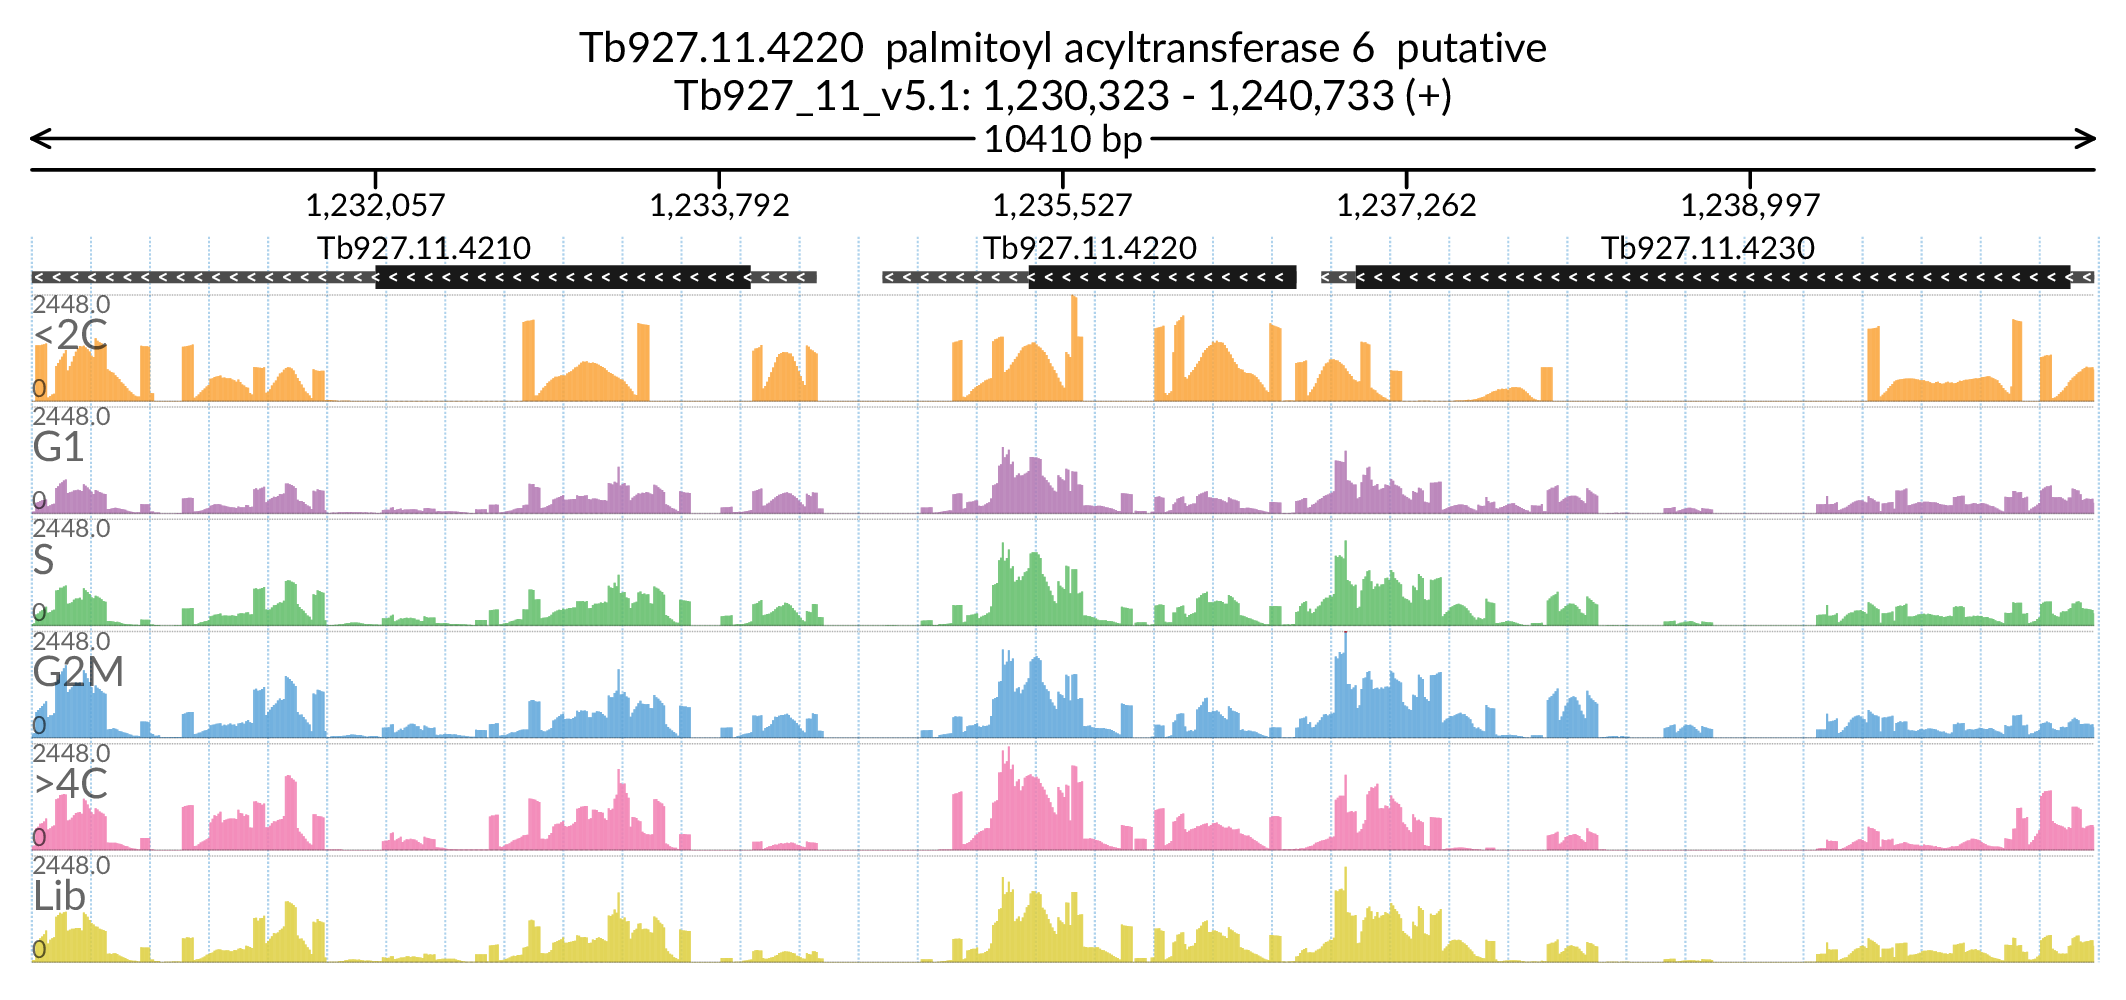 Tb927.11.4220  palmitoyl acyltransferase 6  putative
Tb927_11_v5.1: 1,230,323 - 1,240,733 (+)
10410 bp
1,232,057 1,233,792 1,235,527 1,237,262 1,238,997
Tb927.11.4210 Tb927.11.4220 Tb927.11.4230
2448.0
<2C
0
2448.0
G1
0
2448.0
S
0
2448.0
G2M
0
2448.0
>4C
0
2448.0
Lib
0